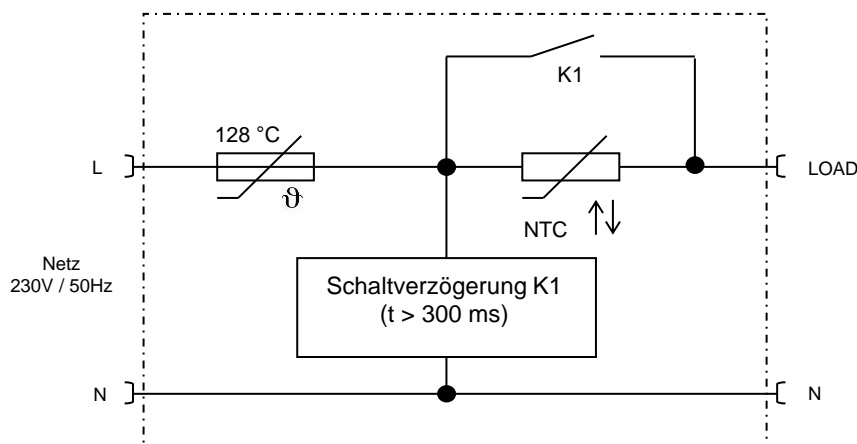 K1
128 °C
L
LOAD
ϑ
NTC
Netz
230V / 50Hz
Schaltverzögerung K1
(t > 300 ms)
N
N